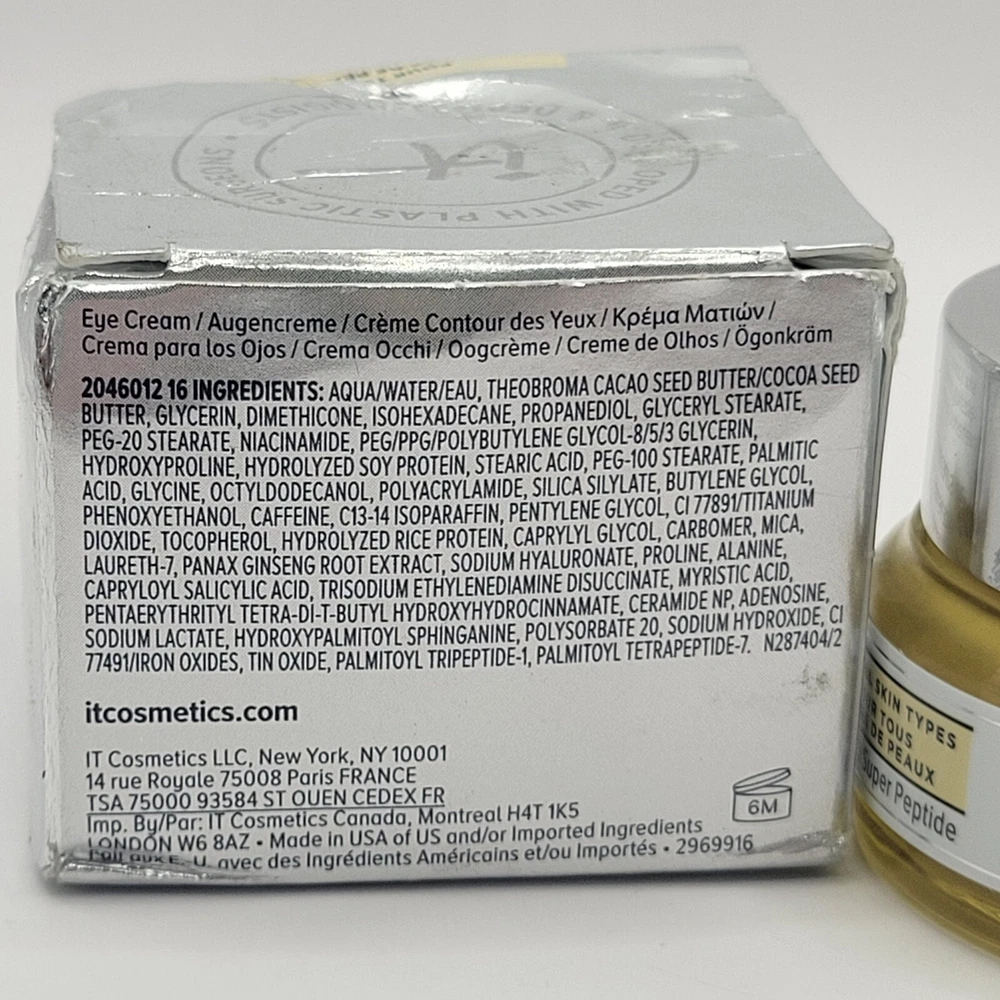 OPED WITH PLASTIC SURGEONS •
it
Eye Cream / Augencreme / Crème Contour des Yeux / Κρέμα Ματιών /
Crema para los Ojos / Crema Occhi / Oogcrème / Creme de Olhos / Ögonkräm
2046012 16 INGREDIENTS: AQUA/WATER/EAU, THEOBROMA CACAO SEED BUTTER/COCOA SEED
BUTTER, GLYCERIN, DIMETHICONE, ISOHEXADECANE, PROPANEDIOL, GLYCERYL STEARATE,
PEG-20 STEARATE, NIACINAMIDE, PEG/PPG/POLYBUTYLENE GLYCOL-8/5/3 GLYCERIN,
HYDROXYPROLINE, HYDROLYZED SOY PROTEIN, STEARIC ACID, PEG-100 STEARATE, PALMITIC
ACID, GLYCINE, OCTYLDODECANOL, POLYACRYLAMIDE, SILICA SILYLATE, BUTYLENE GLYCOL,
PHENOXYETHANOL, CAFFEINE, C13-14 ISOPARAFFIN, PENTYLENE GLYCOL, CI 77891/TITANIUM
DIOXIDE, TOCOPHEROL, HYDROLYZED RICE PROTEIN, CAPRYLYL GLYCOL, CARBOMER, MICA,
LAURETH-7, PANAX GINSENG ROOT EXTRACT, SODIUM HYALURONATE, PROLINE, ALANINE,
CAPRYLOYL SALICYLIC ACID, TRISODIUM ETHYLENEDIAMINE DISUCCINATE, MYRISTIC ACID,
PENTAERYTHRITYL TETRA-DI-T-BUTYL HYDROXYHYDROCINNAMATE, CERAMIDE NP, ADENOSINE,
SODIUM LACTATE, HYDROXYPALMITOYL SPHINGANINE, POLYSORBATE 20, SODIUM HYDROXIDE, CI
77491/IRON OXIDES, TIN OXIDE, PALMITOYL TRIPEPTIDE-1, PALMITOYL TETRAPEPTIDE-7. N287404/2
itcosmetics.com
IT Cosmetics LLC, New York, NY 10001
14 rue Royale 75008 Paris FRANCE
TSA 75000 93584 ST OUEN CEDEX FR
Imp. By/Par: IT Cosmetics Canada, Montreal H4T 1K5
LONDON W6 8AZ • Made in USA of US and/or Imported Ingredients
avec des Ingrédients Américains et/ou Importés • 2969916
6M
SKIN TYPES
TOUS
DE PEAUX
Super Peptide